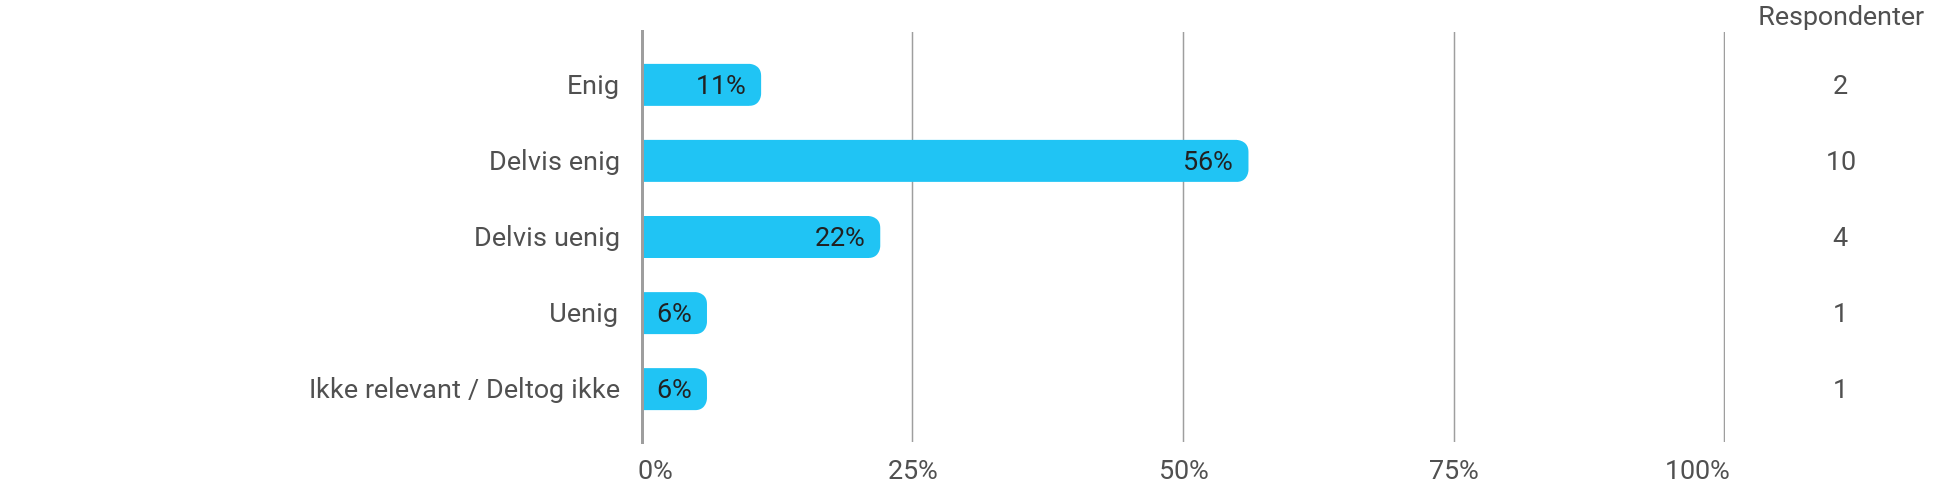 Respondenter
Enig 11% 2
Delvis enig 56% 10
Delvis uenig 22% 4
Uenig 6% 1
Ikke relevant / Deltog ikke 6% 1
0% 25% 50% 75% 100%